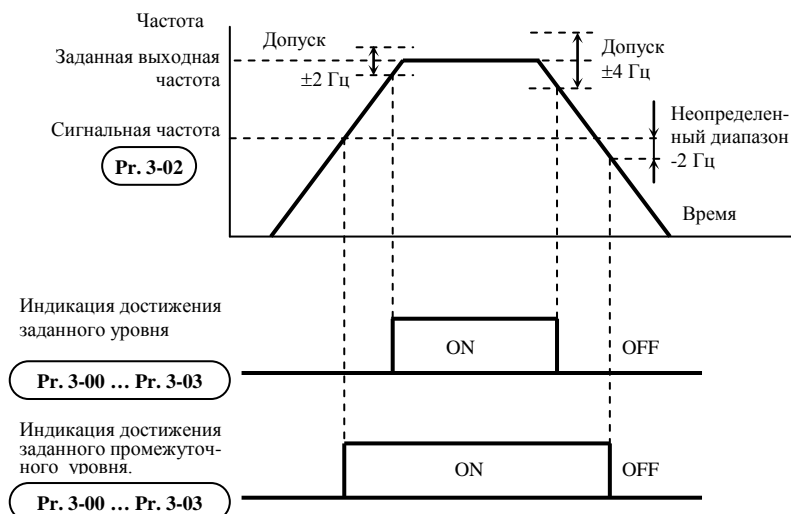 Частота
Допуск
Допуск
Заданная выходная
частота
±2 Гц
±4 Гц
Сигнальная частота
Неопределен-
ный диапазон
-2 Гц
Pr. 3-02
Время
Индикация достижения
заданного уровня
ON
OFF
Pr. 3-00 ... Pr. 3-03
Индикация достижения
заданного промежуточ-
ного уровня.
ON
OFF
Pr. 3-00 ... Pr. 3-03